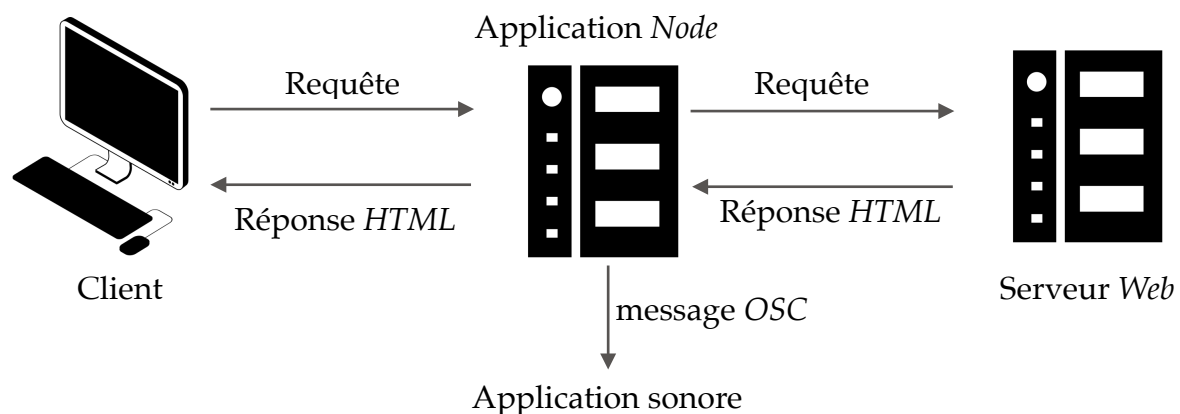 Application Node
Requête
Requête
Réponse HTML
Réponse HTML
Client
Serveur Web
message OSC
Application sonore